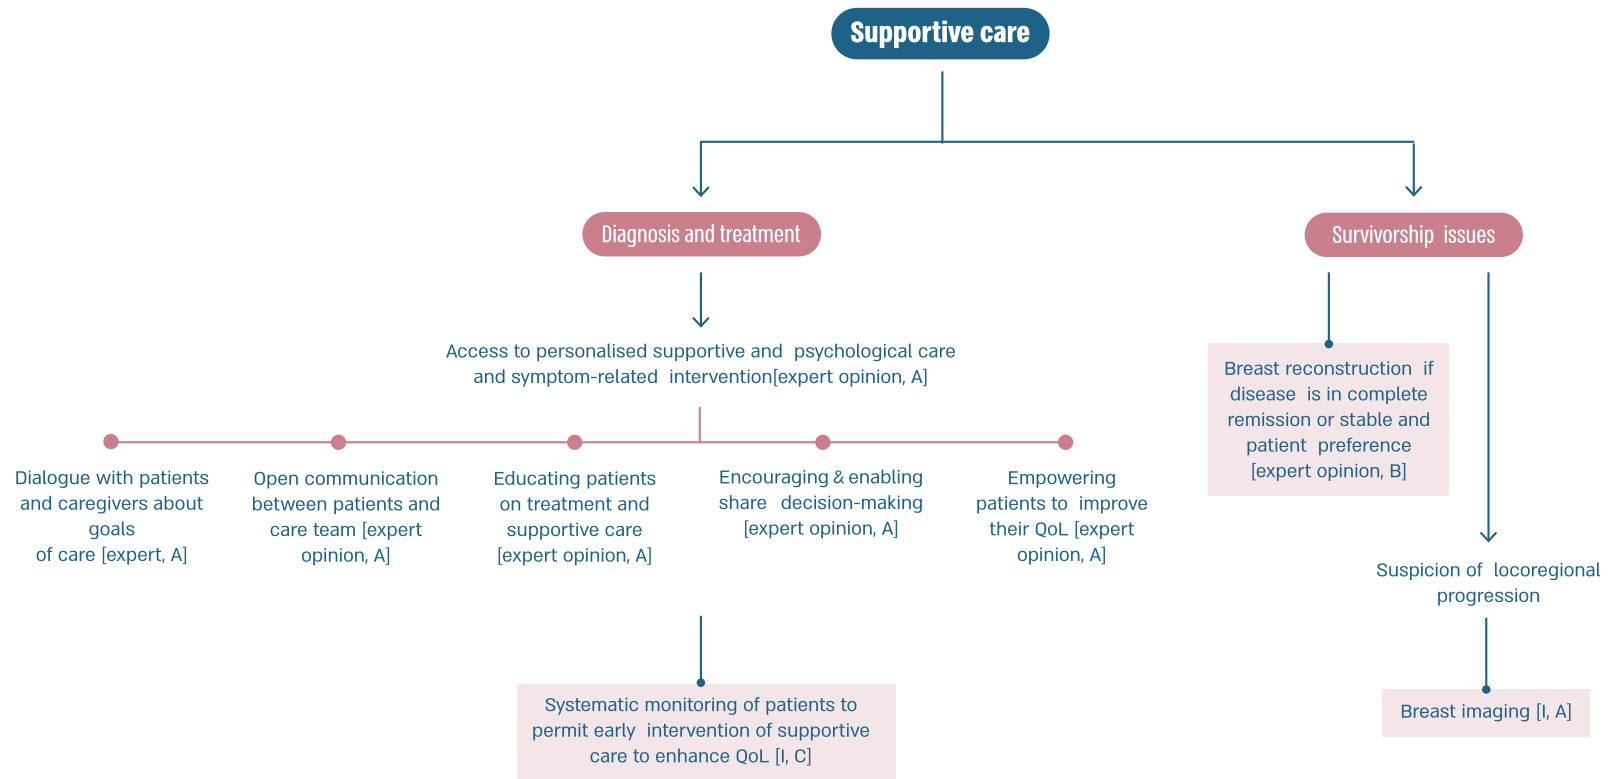 Supportive care
Diagnosis and treatment
Survivorship issues
Access to personalised supportive and psychological care
and symptom-related intervention[expert opinion, A]
Dialogue with patients
and caregivers about
goals
of care [expert, A]
Open communication
between patients and
care team [expert
opinion, A]
Educating patients
on treatment and
supportive care
[expert opinion, A]
Encouraging & enabling
share decision-making
[expert opinion, A]
Empowering
patients to improve
their QoL [expert
opinion, A]
Systematic monitoring of patients to
permit early intervention of supportive
care to enhance QoL [I, C]
Breast reconstruction if
disease is in complete
remission or stable and
patient preference
[expert opinion, B]
Suspicion of locoregional
progression
Breast imaging [I, A]